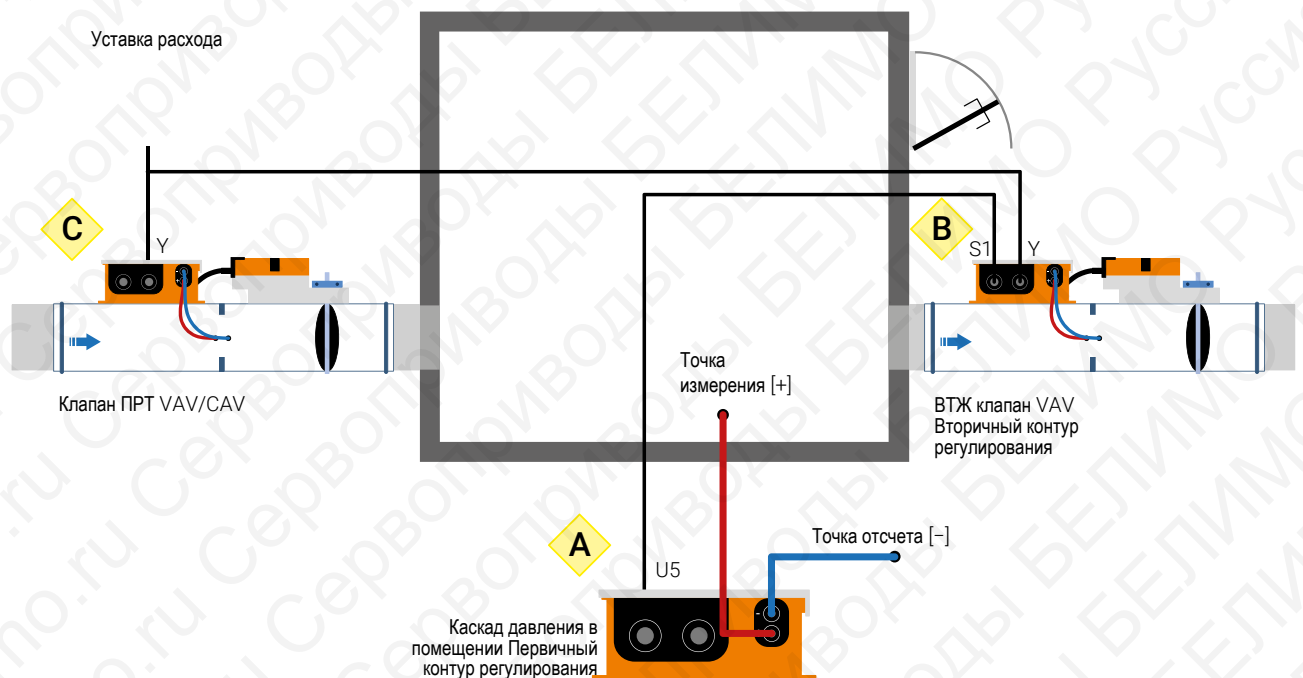 Уставка расхода
C
Y
B
S1 Y
Клапан ПРТ VAV/CAV
Точка
измерения [+]
ВТЖ клапан VAV
Вторичный контур
регулирования
A
Точка отсчета [−]
U5
-
Каскад давления в
помещении Первичный
контур регулирования